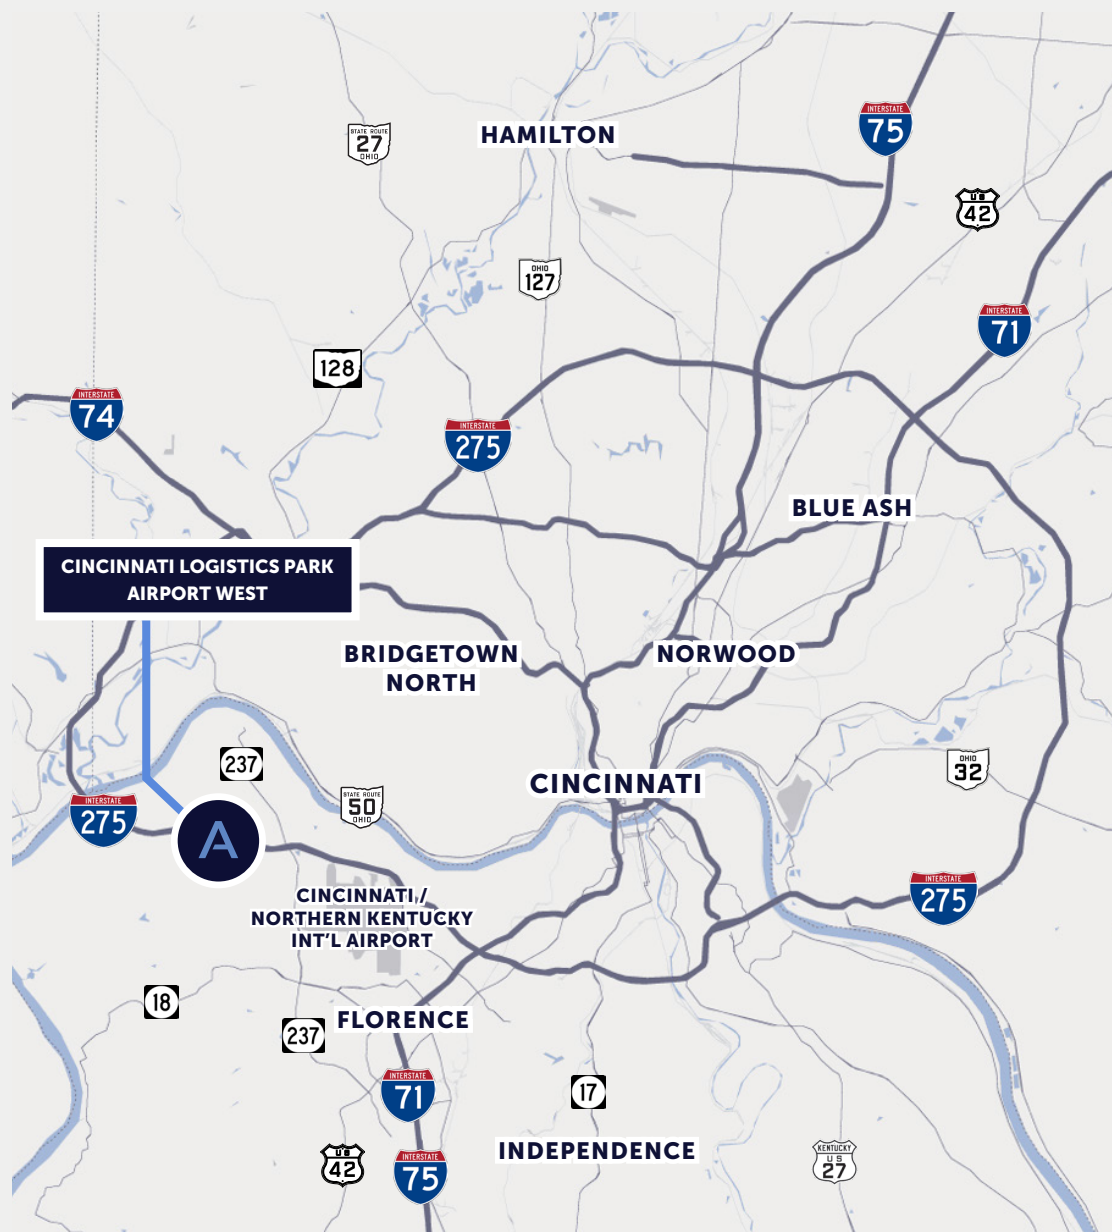 INTERSTATE
75
STATE ROUTE
27
OHIO
HAMILTON
US
42
OHIO
127
INTERSTATE
71
128
INTERSTATE
74
INTERSTATE
275
BLUE ASH
CINCINNATI LOGISTICS PARK
AIRPORT WEST
BRIDGETOWN
NORTH
NORWOOD
237
OHIO
32
CINCINNATI
STATE ROUTE
50
OHIO
INTERSTATE
275
A
INTERSTATE
275
CINCINNATI /
NORTHERN KENTUCKY
INT'L AIRPORT
18
FLORENCE
237
INTERSTATE
71
17
INDEPENDENCE
US
42
INTERSTATE
75
KENTUCKY
US
27